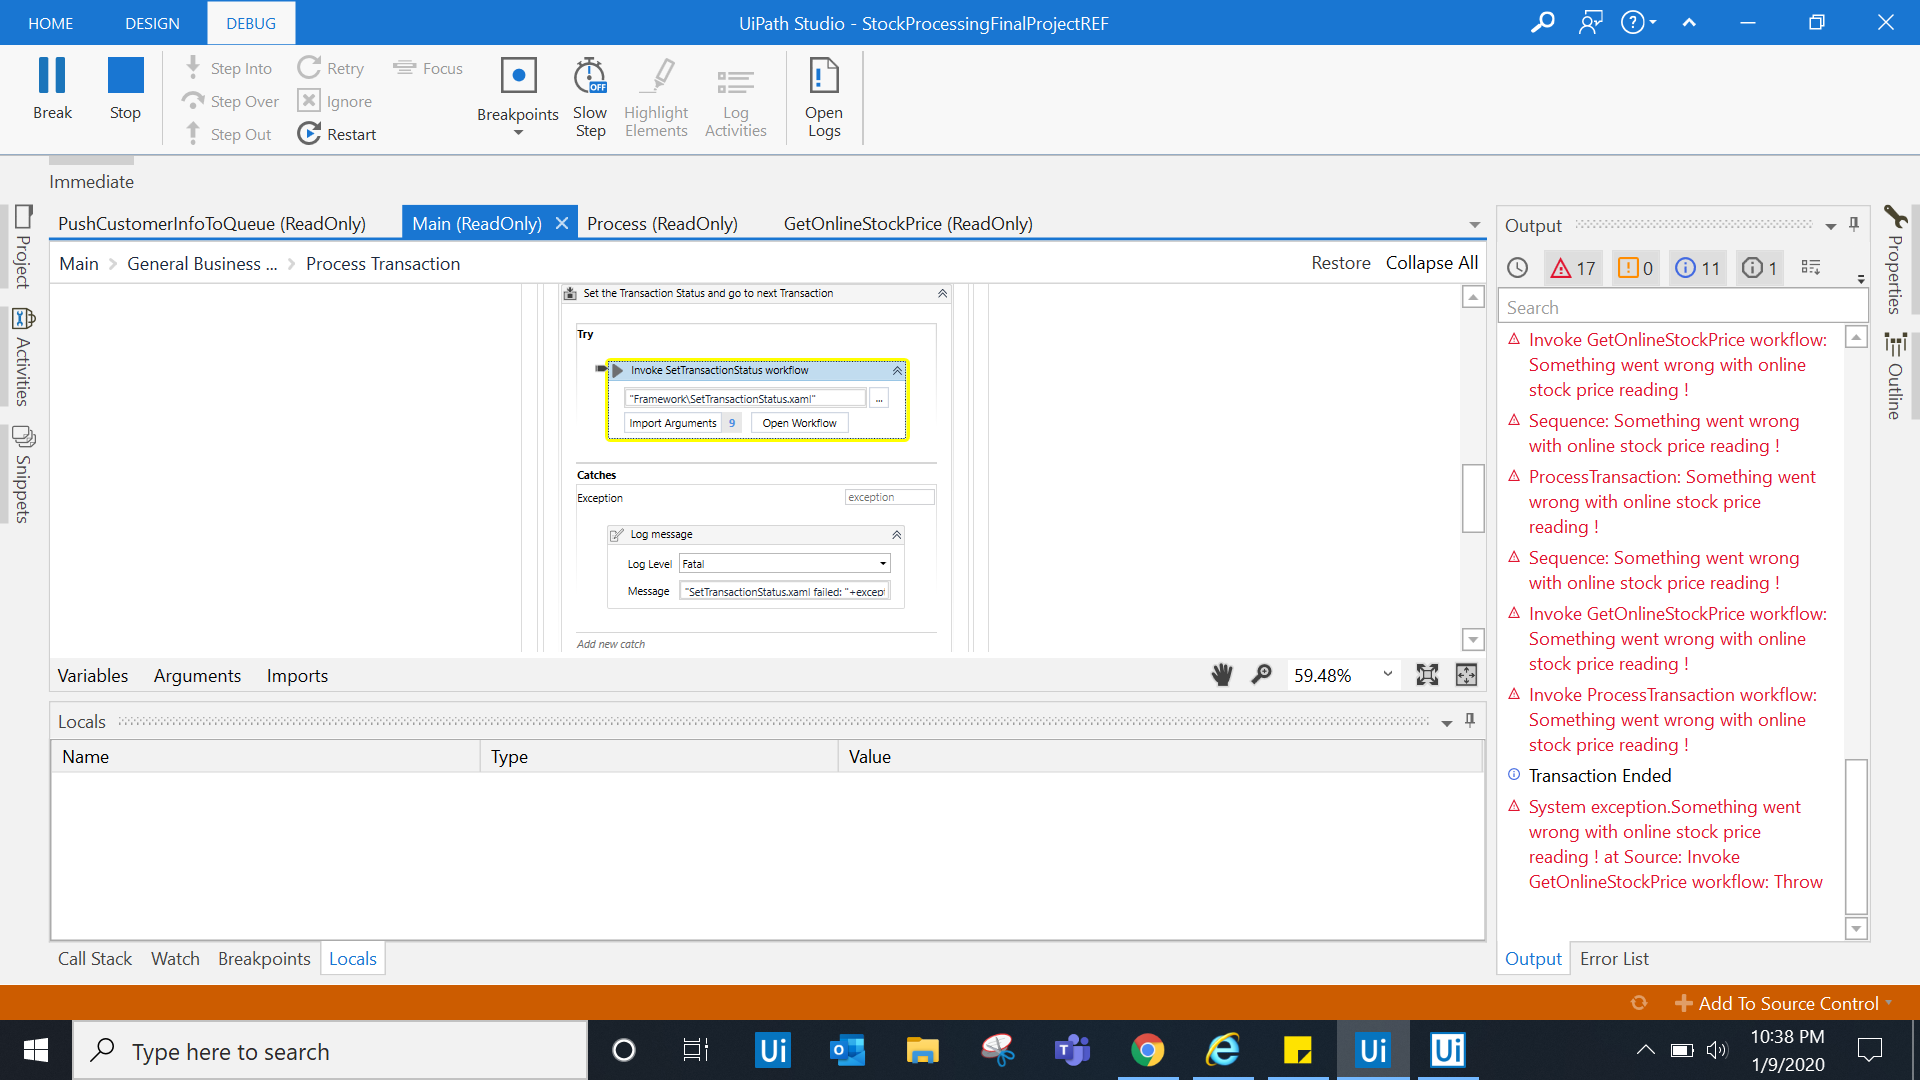 HOME DESIGN DEBUG UiPath Studio - StockProcessingFinalProjectREF
Break
Stop
Step Into
Step Over
Step Out
Retry
Ignore
Restart
Focus
Breakpoints
Slow
Step
OFF
Highlight
Elements
Log
Activities
Open
Logs
Immediate
Project
Activities
Snippets
PushCustomerInfoToQueue (ReadOnly) Main (ReadOnly) Process (ReadOnly) GetOnlineStockPrice (ReadOnly)
Main General Business ... Process Transaction Restore Collapse All
Set the Transaction Status and go to next Transaction
Try
Invoke SetTransactionStatus workflow
"Framework\SetTransactionStatus.xaml" ...
Import Arguments 9 Open Workflow
Catches
Exception exception
Log message
Log Level Fatal
Message "SetTransactionStatus.xaml failed: "+except
Add new catch
Variables Arguments Imports 59.48%
Locals
Name Type Value
Call Stack Watch Breakpoints Locals
Output
17 0 11 1
Search
Invoke GetOnlineStockPrice workflow:
Something went wrong with online
stock price reading !
Sequence: Something went wrong
with online stock price reading !
ProcessTransaction: Something went
wrong with online stock price
reading !
Sequence: Something went wrong
with online stock price reading !
Invoke GetOnlineStockPrice workflow:
Something went wrong with online
stock price reading !
Invoke ProcessTransaction workflow:
Something went wrong with online
stock price reading !
Transaction Ended
System exception.Something went
wrong with online stock price
reading ! at Source: Invoke
GetOnlineStockPrice workflow: Throw
Output Error List
Properties
Outline
Add To Source Control
Type here to search
Ui
Ui
Ui
10:38 PM
1/9/2020